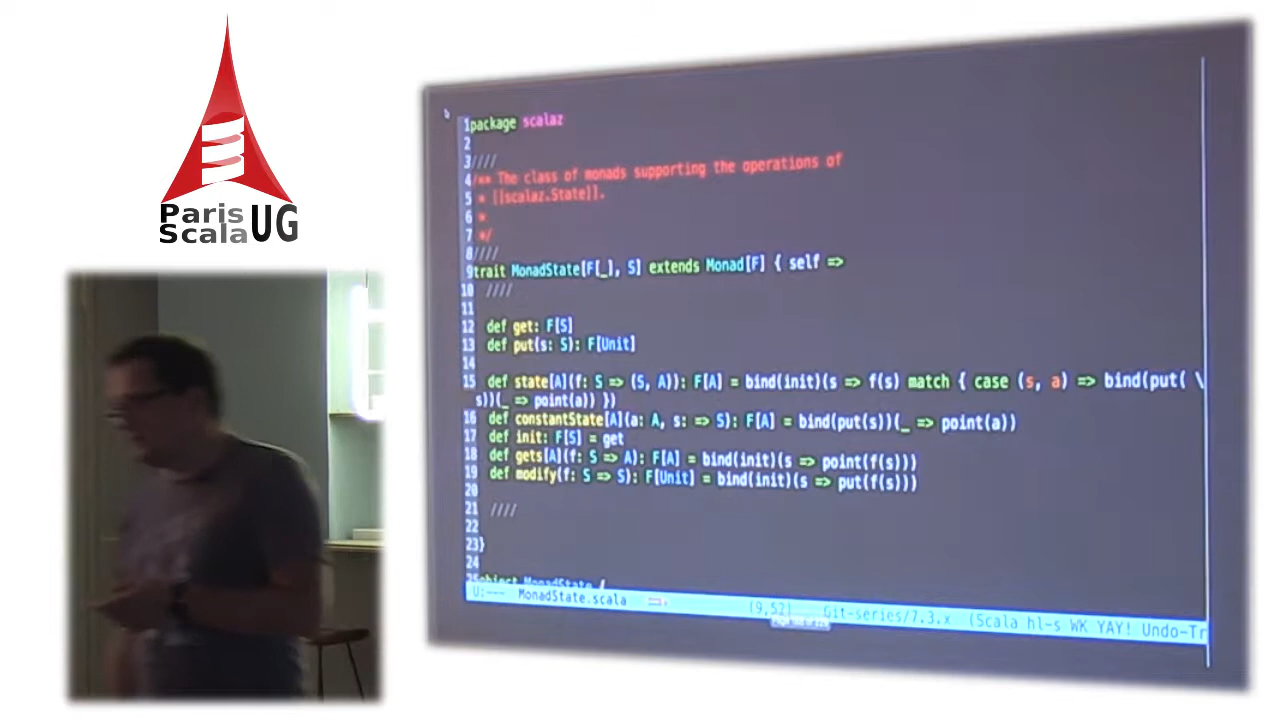 Paris
Scala UG
1package scalaz
2
3////
4/** The class of monads supporting the operations of
5 * [[scalaz.State]].
6 *
7 */
8////
9trait MonadState[F[_], S] extends Monad[F] { self =>
10 ////
11
12 def get: F[S]
13 def put(s: S): F[Unit]
14
15 def state[A](f: S => (S, A)): F[A] = bind(init)(s => f(s) match { case (s, a) => bind(put( \
s))(_ => point(a)) })
16 def constantState[A](a: A, s: => S): F[A] = bind(put(s))(_ => point(a))
17 def init: F[S] = get
18 def gets[A](f: S => A): F[A] = bind(init)(s => point(f(s)))
19 def modify(f: S => S): F[Unit] = bind(init)(s => put(f(s)))
20
21 ////
22
23}
24
25object MonadState {
U:--- MonadState.scala (9,52) Git-series/7.3.x (Scala hl-s WK YAY! Undo-Tr